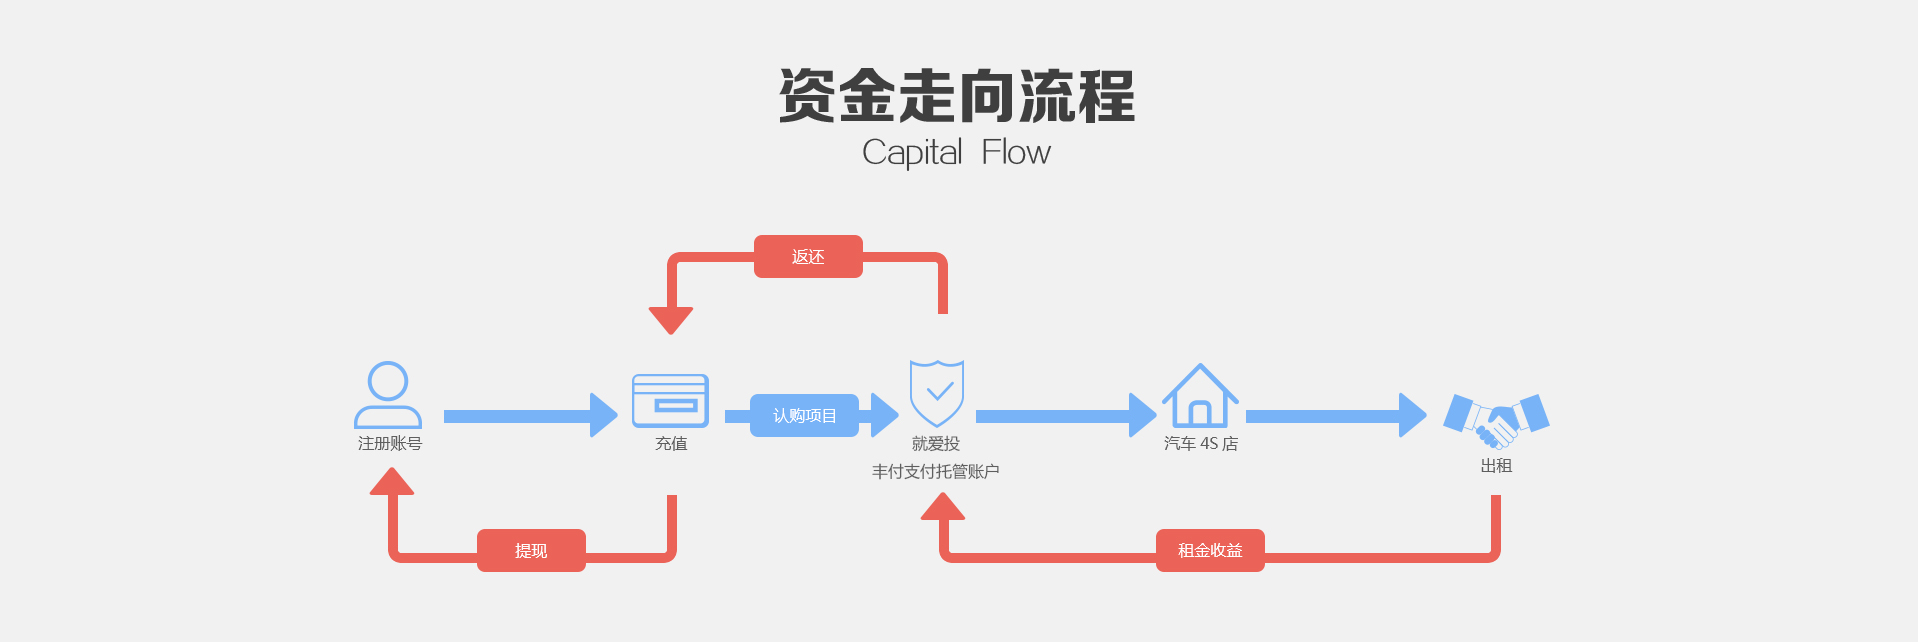 资金走向流程
Capital Flow
返还
认购项目
注册账号
充值
就爱投
丰付支付托管账户
汽车 4S 店
出租
提现
租金收益